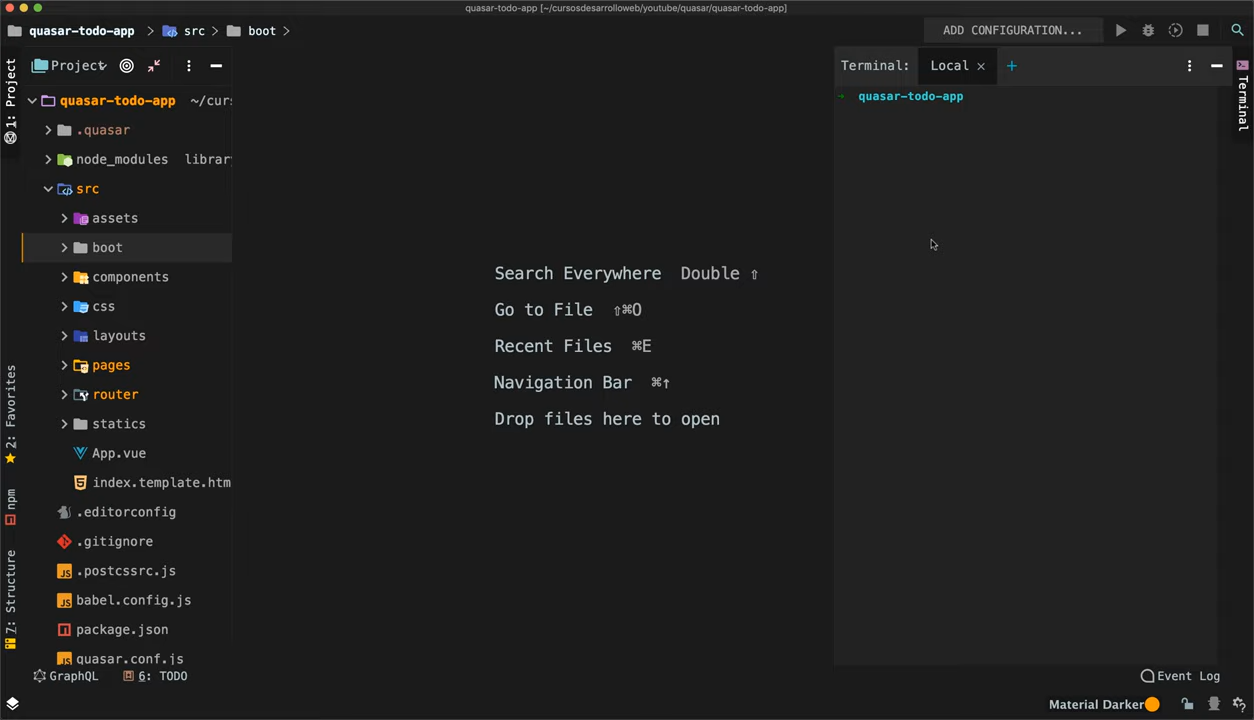 quasar-todo-app [~/cursosdesarrolloweb/youtube/quasar/quasar-todo-app]
quasar-todo-app > src > boot >
ADD CONFIGURATION...
1: Project
Project
Terminal: Local × +
Terminal
quasar-todo-app ~/curs
quasar-todo-app
.quasar
node_modules librar
src
assets
boot
components
css
layouts
pages
router
statics
App.vue
index.template.htm
.editorconfig
.gitignore
.postcssrc.js
babel.config.js
package.json
quasar.conf.js
Search Everywhere Double ⇧
Go to File ⇧⌘O
Recent Files ⌘E
Navigation Bar ⌘↑
Drop files here to open
2: Favorites
npm
7: Structure
GraphQL
6: TODO
Event Log
Material Darker